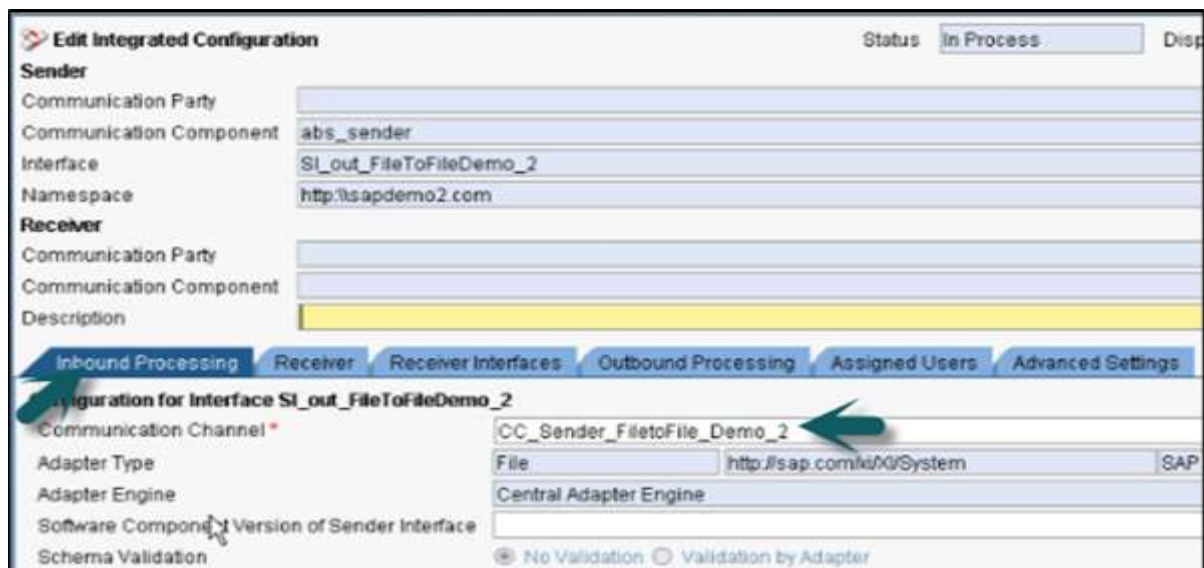 Edit Integrated Configuration Status In Process Disp
Sender
Communication Party
Communication Component abs_sender
Interface SI_out_FileToFileDemo_2
Namespace http:\\sapdemo2.com
Receiver
Communication Party
Communication Component
Description
Inbound Processing Receiver Receiver Interfaces Outbound Processing Assigned Users Advanced Settings
for Interface SI_out_FileToFileDemo_2
Communication Channel * CC_Sender_FiletoFile_Demo_2
Adapter Type File http://sap.com/xi/XI/System SAP
Adapter Engine Central Adapter Engine
Software Component Version of Sender Interface
Schema Validation No Validation Validation by Adapter